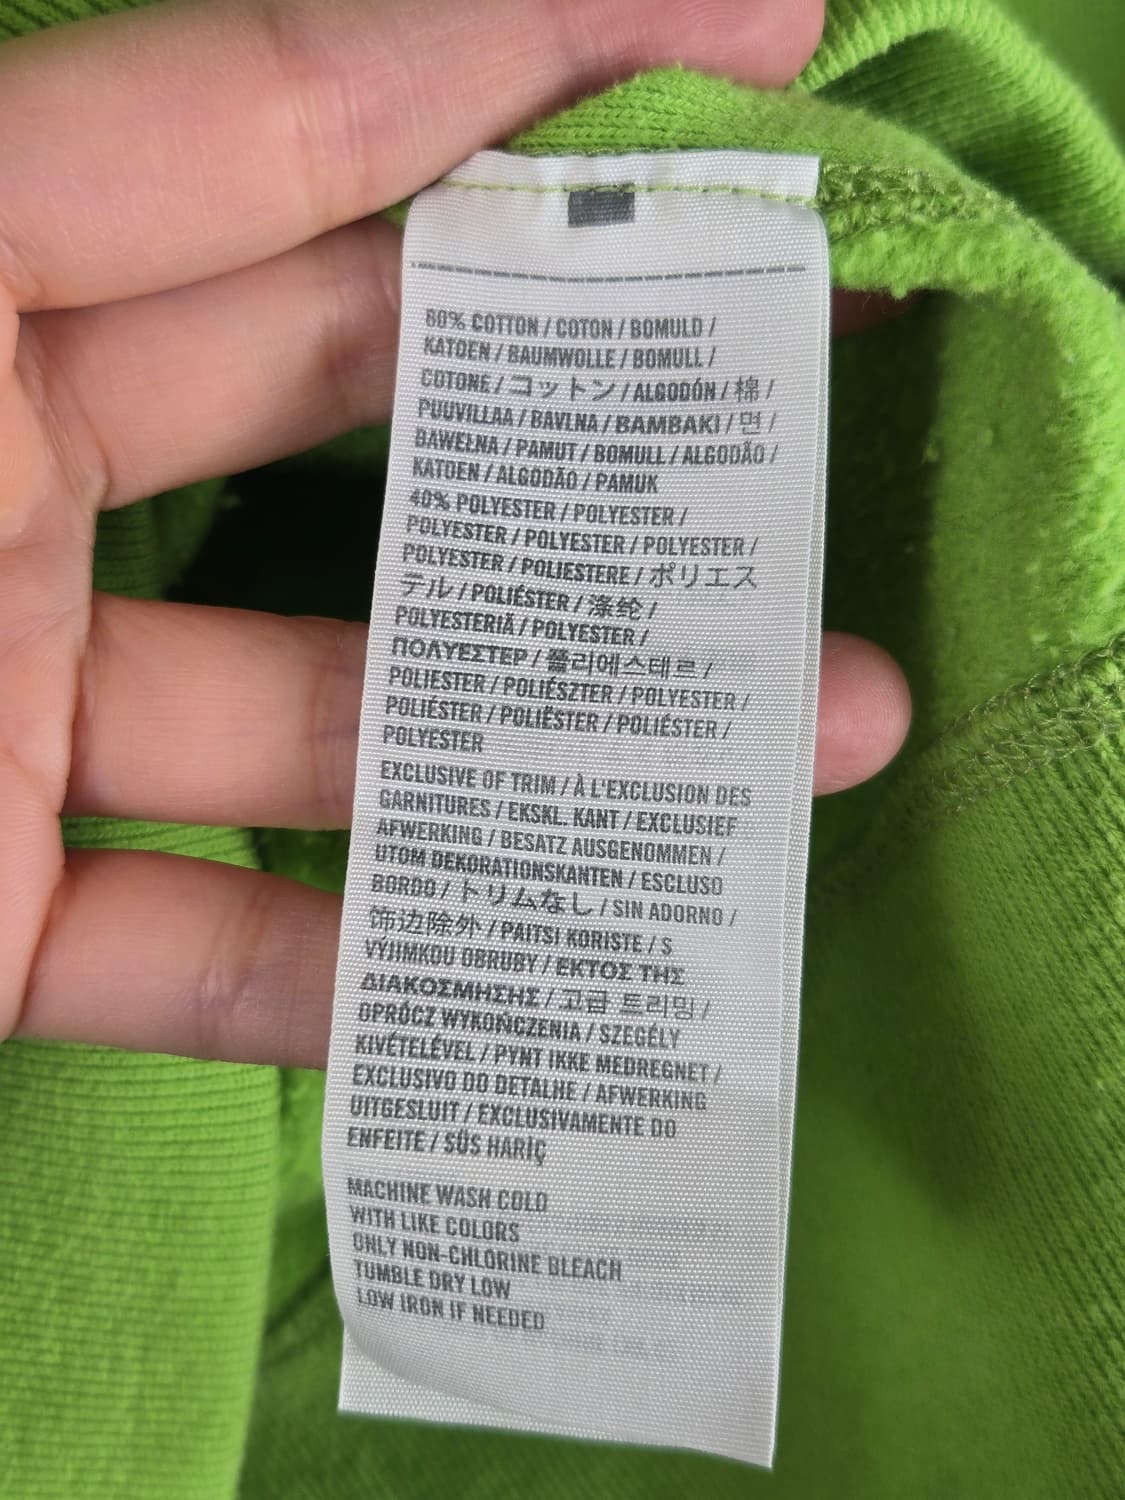 60% COTTON / COTON / BOMULD /
KATOEN / BAUMWOLLE / BOMULL /
COTONE / コットン / ALGODÓN / 棉 /
PUUVILLAA / BAVLNA / BAMBAKI / 면 /
BAWEŁNA / PAMUT / BOMULL / ALGODÃO /
KATOEN / ALGODÃO / PAMUK
40% POLYESTER / POLYESTER /
POLYESTER / POLYESTER / POLYESTER /
POLYESTER / POLIESTERE / ポリエス
テル / POLIÉSTER / 涤纶 /
POLYESTERIÄ / POLYESTER /
ΠΟΛΥΕΣΤΕΡ / 폴리에스테르 /
POLIESTER / POLIÉSZTER / POLYESTER /
POLIÉSTER / POLIËSTER / POLIÉSTER /
POLYESTER
EXCLUSIVE OF TRIM / À L'EXCLUSION DES
GARNITURES / EKSKL. KANT / EXCLUSIEF
AFWERKING / BESATZ AUSGENOMMEN /
UTOM DEKORATIONSKANTEN / ESCLUSO
BORDO / トリムなし / SIN ADORNO /
饰边除外 / PAITSI KORISTE / S
VÝJIMKOU OBRUBY / ΕΚΤΟΣ ΤΗΣ
ΔΙΑΚΟΣΜΗΣΗΣ / 고급 트리밍 /
OPRÓCZ WYKOŃCZENIA / SZEGÉLY
KIVÉTELÉVEL / PYNT IKKE MEDREGNET /
EXCLUSIVO DO DETALHE / AFWERKING
UITGESLUIT / EXCLUSIVAMENTE DO
ENFEITE / SÜS HARİÇ
MACHINE WASH COLD
WITH LIKE COLORS
ONLY NON-CHLORINE BLEACH
TUMBLE DRY LOW
LOW IRON IF NEEDED